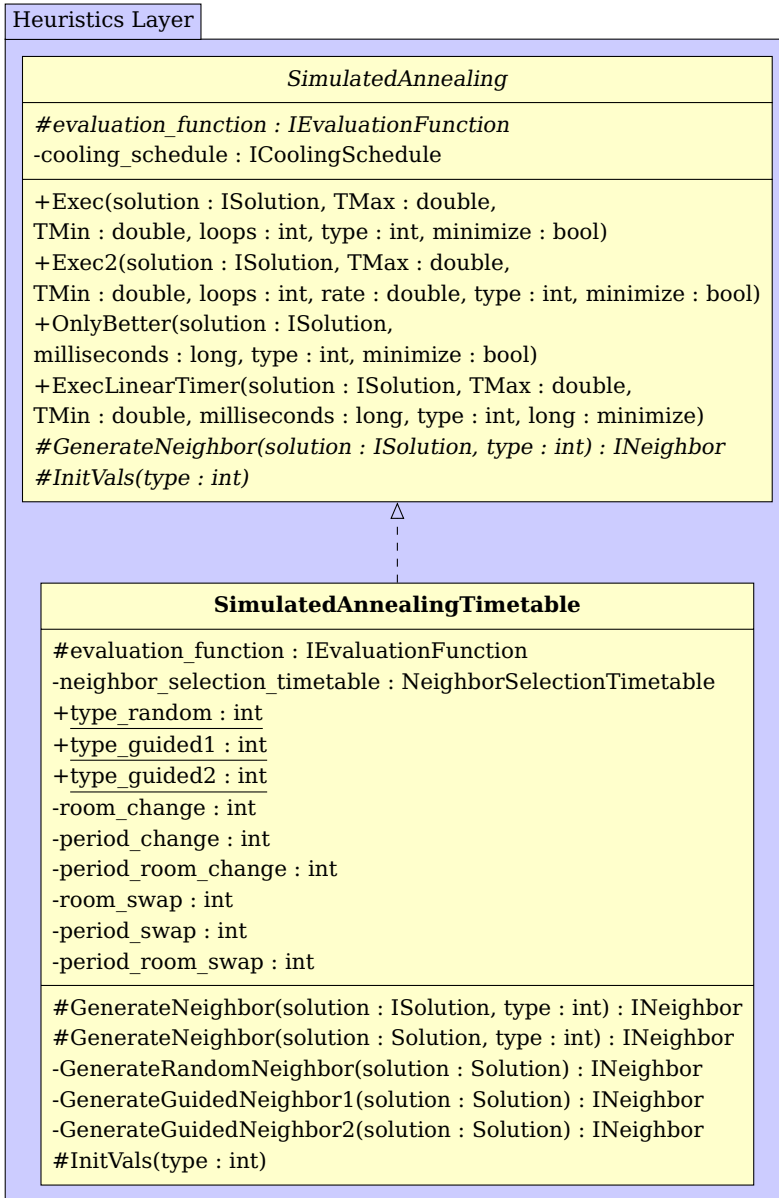 Heuristics Layer
SimulatedAnnealing
#evaluation_function : IEvaluationFunction
-cooling_schedule : ICoolingSchedule
+Exec(solution : ISolution, TMax : double,
TMin : double, loops : int, type : int, minimize : bool)
+Exec2(solution : ISolution, TMax : double,
TMin : double, loops : int, rate : double, type : int, minimize : bool)
+OnlyBetter(solution : ISolution,
milliseconds : long, type : int, minimize : bool)
+ExecLinearTimer(solution : ISolution, TMax : double,
TMin : double, milliseconds : long, type : int, long : minimize)
#GenerateNeighbor(solution : ISolution, type : int) : INeighbor
#InitVals(type : int)
SimulatedAnnealingTimetable
#evaluation_function : IEvaluationFunction
-neighbor_selection_timetable : NeighborSelectionTimetable
+type_random : int
+type_guided1 : int
+type_guided2 : int
-room_change : int
-period_change : int
-period_room_change : int
-room_swap : int
-period_swap : int
-period_room_swap : int
#GenerateNeighbor(solution : ISolution, type : int) : INeighbor
#GenerateNeighbor(solution : Solution, type : int) : INeighbor
-GenerateRandomNeighbor(solution : Solution) : INeighbor
-GenerateGuidedNeighbor1(solution : Solution) : INeighbor
-GenerateGuidedNeighbor2(solution : Solution) : INeighbor
#InitVals(type : int)